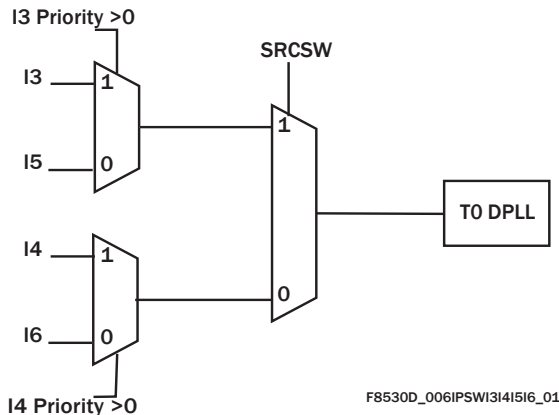 I3 Priority >0
SRCSW
I3
1
1
I5
0
T0 DPLL
I4
1
0
I6
0
I4 Priority >0
F8530D_006IPSWI3I4I5I6_01